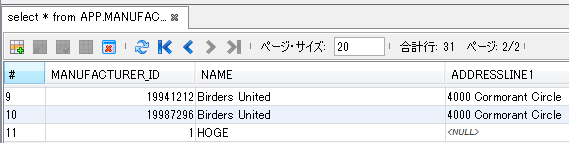 select * from APP.MANUFAC...
ページ・サイズ: 20 合計行: 31 ページ: 2/2
# MANUFACTURER_ID NAME ADDRESSLINE1
9 19941212 Birders United 4000 Cormorant Circle
10 19987296 Birders United 4000 Cormorant Circle
11 1 HOGE <NULL>